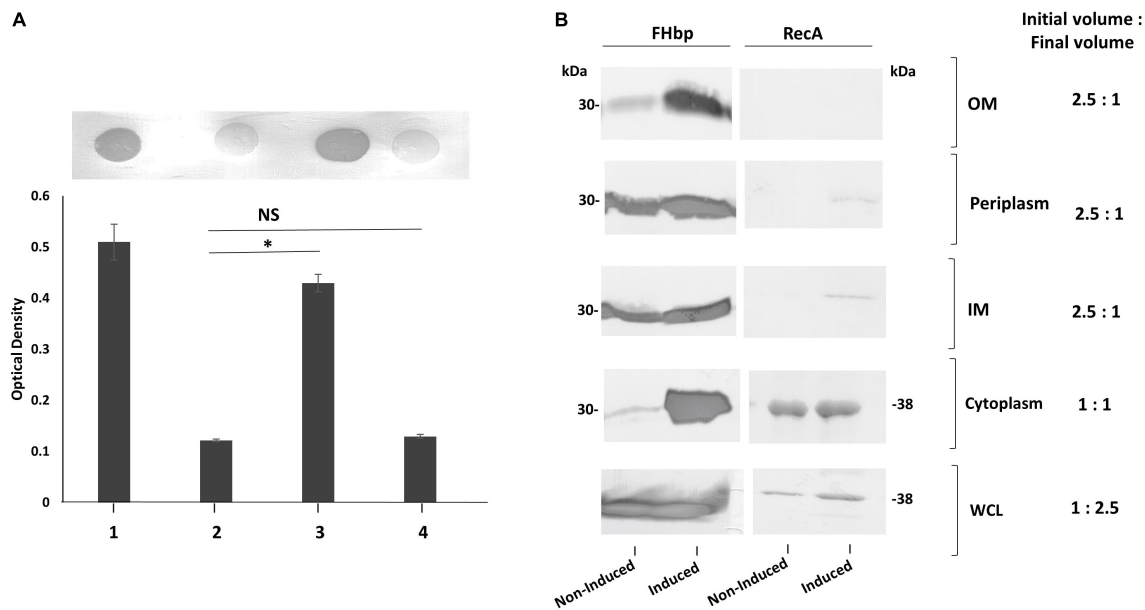 A
0.6
0.5
0.4
0.3
0.2
0.1
0
Optical Density
NS
*
1 2 3 4
B
FHbp RecA
Initial volume :
Final volume
kDa kDa
30- OM 2.5 : 1
30- Periplasm 2.5 : 1
30- IM 2.5 : 1
30- -38 Cytoplasm 1 : 1
-38 WCL 1 : 2.5
Non-Induced Induced Non-Induced Induced